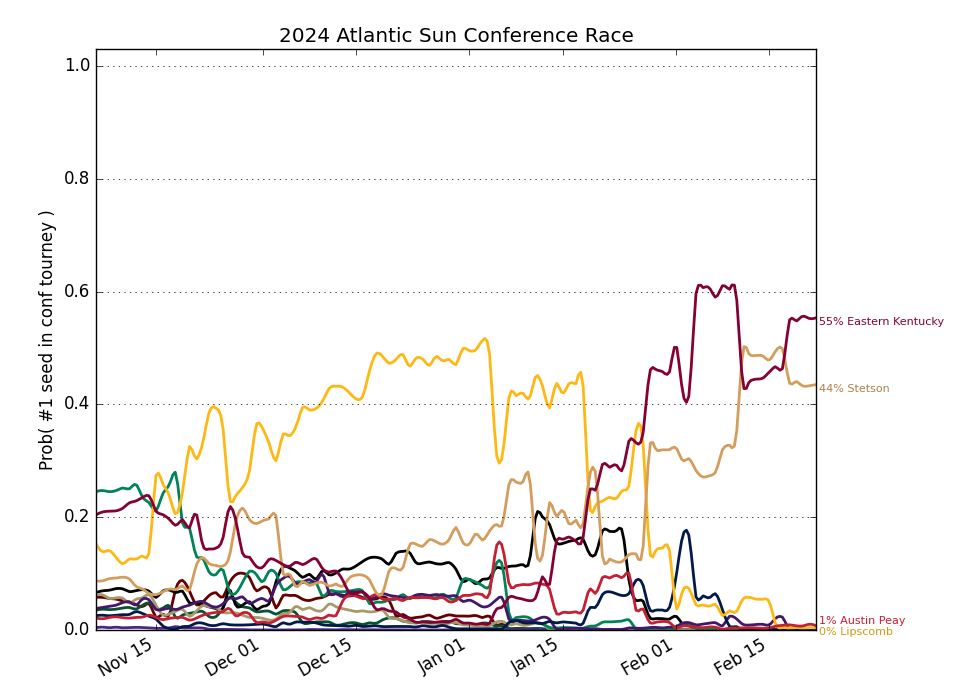 2024 Atlantic Sun Conference Race
Prob( #1 seed in conf tourney )
1.0
0.8
0.6
0.4
0.2
0.0
55% Eastern Kentucky
44% Stetson
1% Austin Peay
0% Lipscomb
Nov 15
Dec 01
Dec 15
Jan 01
Jan 15
Feb 01
Feb 15